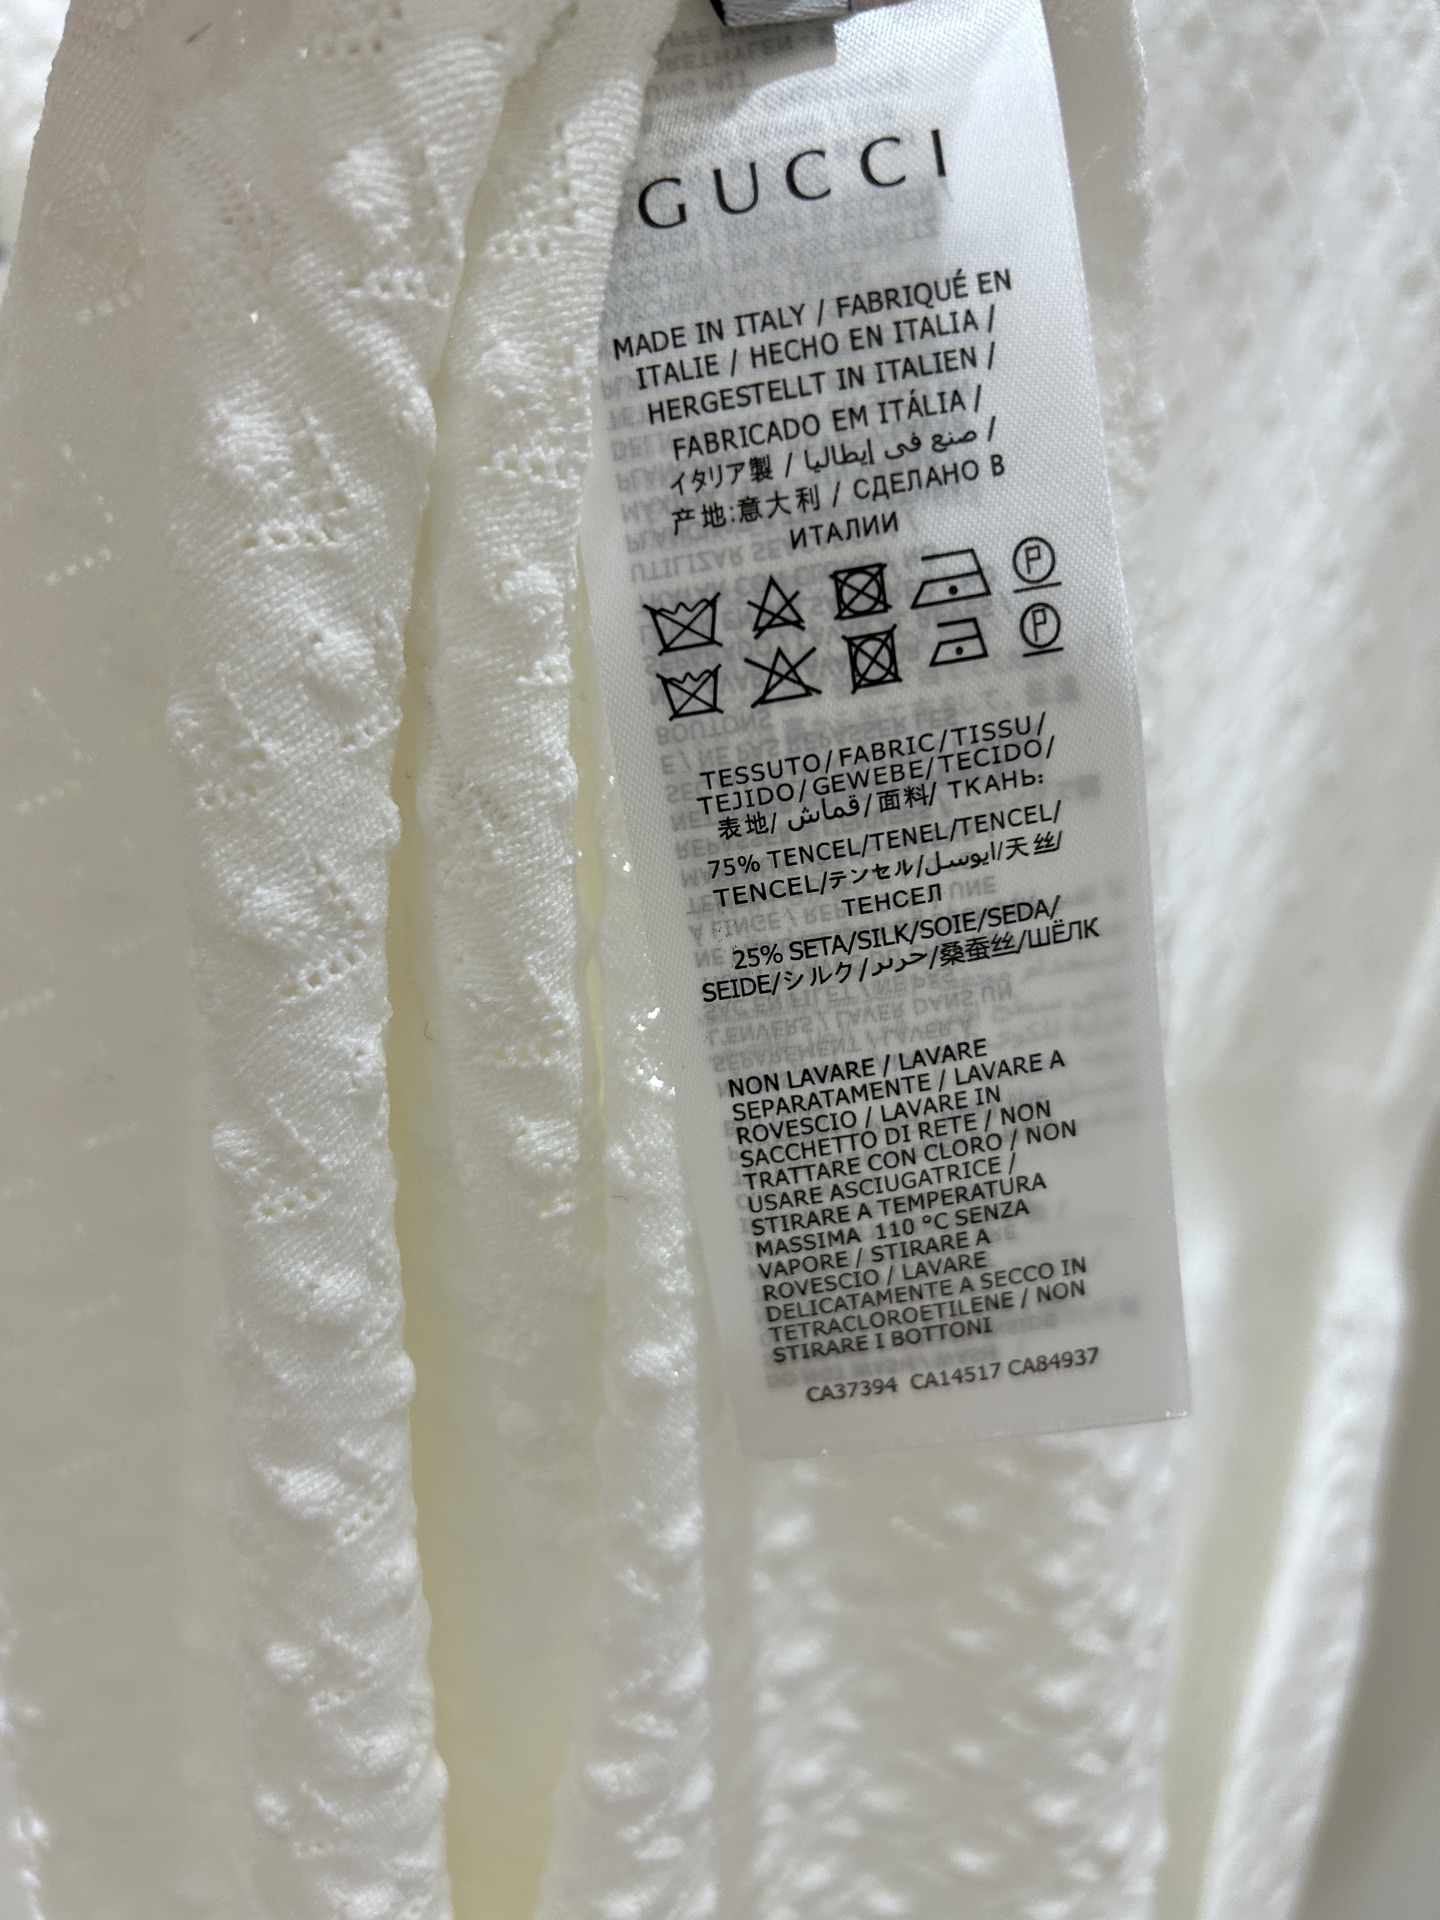 GUCCI
MADE IN ITALY / FABRIQUÉ EN
ITALIE / HECHO EN ITALIA /
HERGESTELLT IN ITALIEN /
FABRICADO EM ITÁLIA /
イタリア製 / صنع في إيطاليا /
产地:意大利 / СДЕЛАНО В
ИТАЛИИ
P
P
TESSUTO/FABRIC/TISSU/
TEJIDO/GEWEBE/TECIDO/
表地/ قماش/面料/ ТКАНЬ:
75% TENCEL/TENEL/TENCEL/
TENCEL/テンセル/ايوسل/天丝/
ТЕНСЕЛ
25% SETA/SILK/SOIE/SEDA/
SEIDE/シルク/حرير/桑蚕丝/ШЁЛК
NON LAVARE / LAVARE
SEPARATAMENTE / LAVARE A
ROVESCIO / LAVARE IN
SACCHETTO DI RETE / NON
TRATTARE CON CLORO / NON
USARE ASCIUGATRICE /
STIRARE A TEMPERATURA
MASSIMA 110 °C SENZA
VAPORE / STIRARE A
ROVESCIO / LAVARE
DELICATAMENTE A SECCO IN
TETRACLOROETILENE / NON
STIRARE I BOTTONI
CA37394 CA14517 CA84937